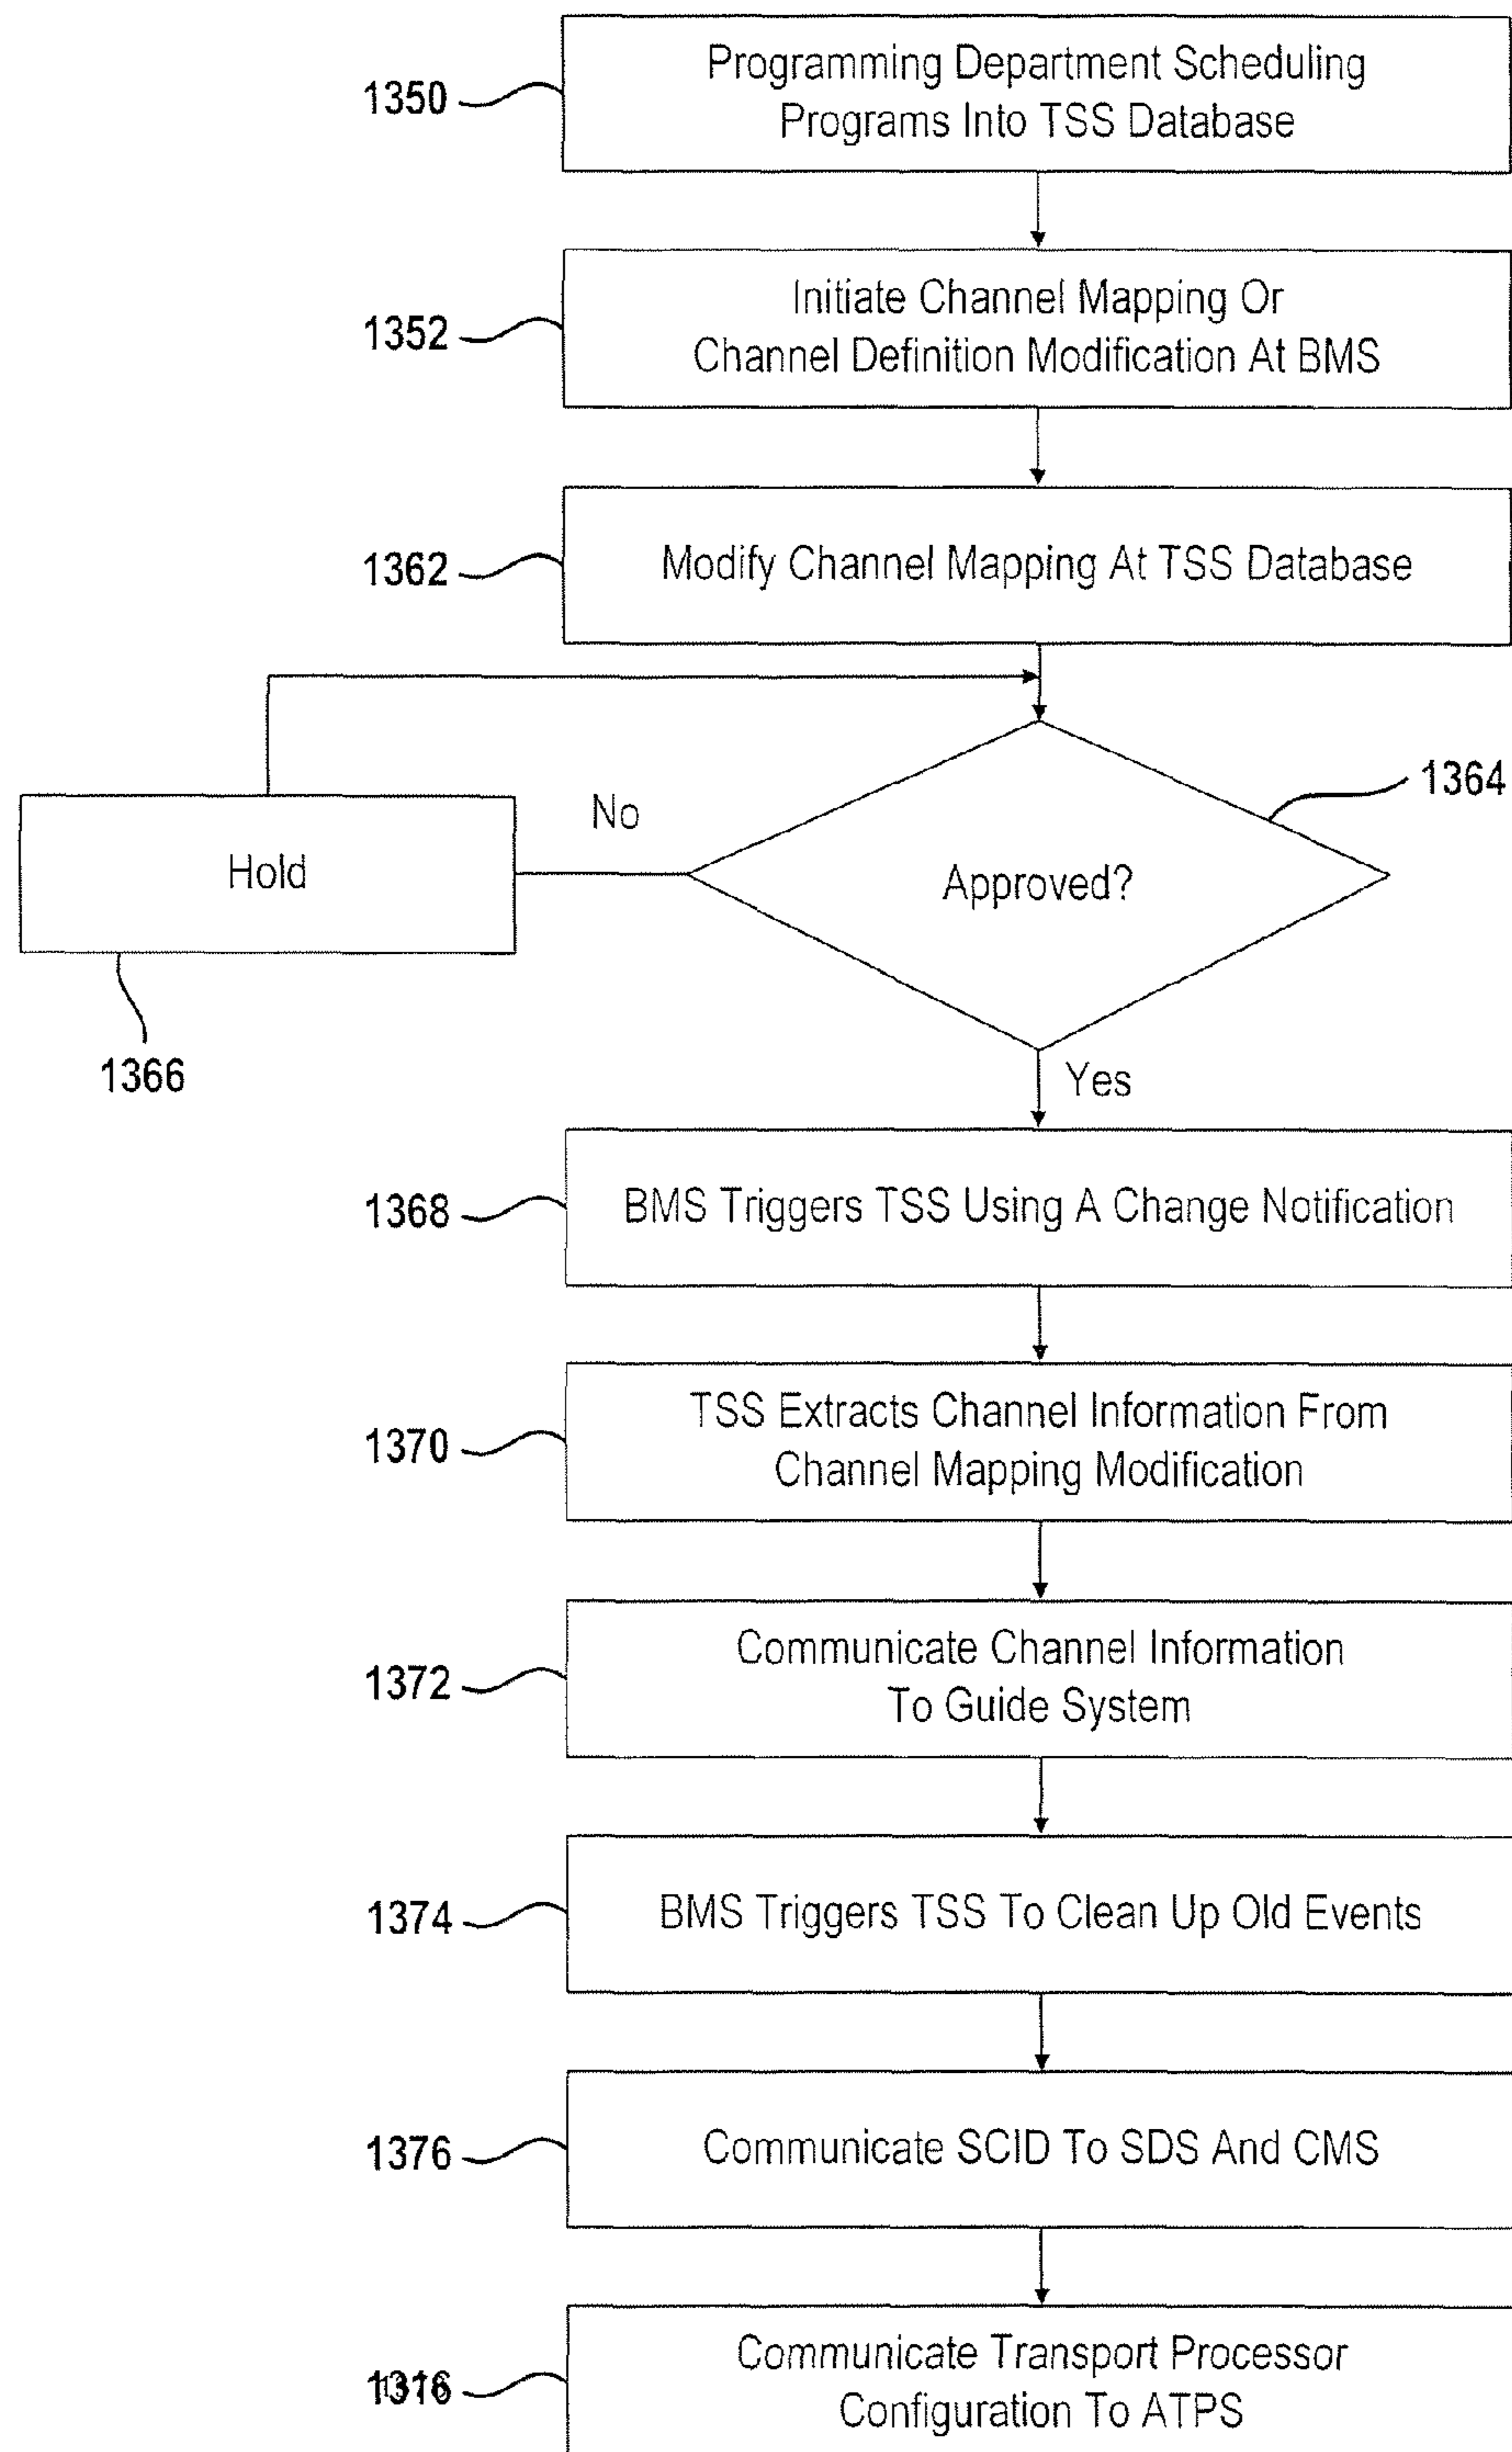 1350
Programming Department Scheduling
Programs Into TSS Database
1352
Initiate Channel Mapping Or
Channel Definition Modification At BMS
1362
Modify Channel Mapping At TSS Database
1364
No
Hold
Approved?
1366
Yes
1368
BMS Triggers TSS Using A Change Notification
1370
TSS Extracts Channel Information From
Channel Mapping Modification
1372
Communicate Channel Information
To Guide System
1374
BMS Triggers TSS To Clean Up Old Events
1376
Communicate SCID To SDS And CMS
Communicate Transport Processor
Configuration To ATPS